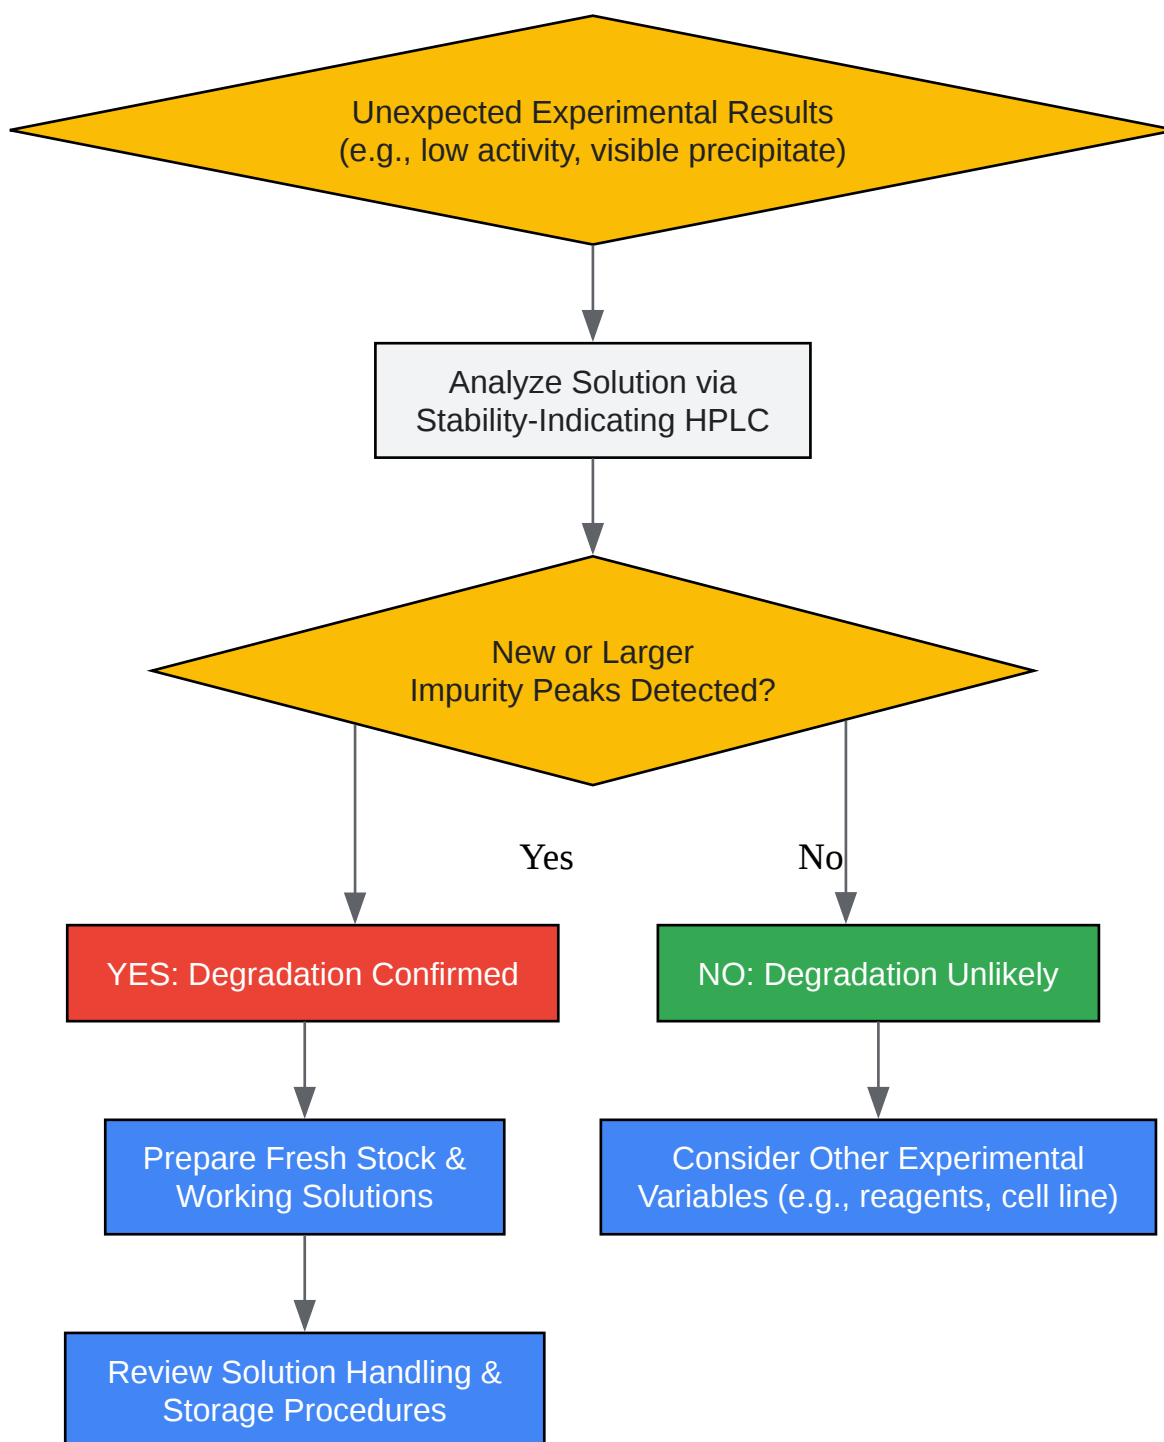 Unexpected Experimental Results
(e.g., low activity, visible precipitate)
Analyze Solution via
Stability-Indicating HPLC
New or Larger
Impurity Peaks Detected?
Yes
No
YES: Degradation Confirmed
NO: Degradation Unlikely
Prepare Fresh Stock &
Working Solutions
Consider Other Experimental
Variables (e.g., reagents, cell line)
Review Solution Handling &
Storage Procedures